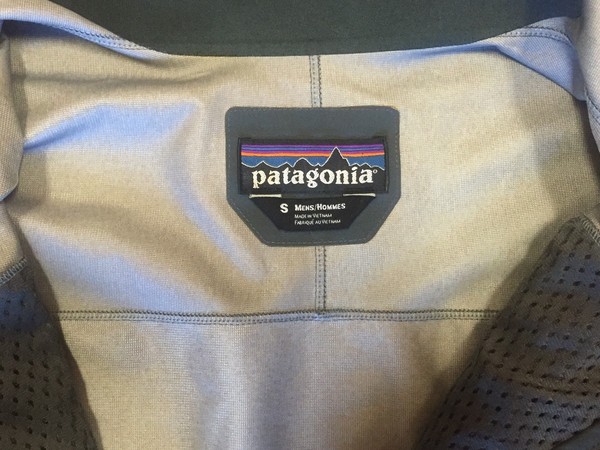 patagonia®
S MENS/HOMMES
MADE IN VIETNAM
FABRIQUÉ AU VIETNAM